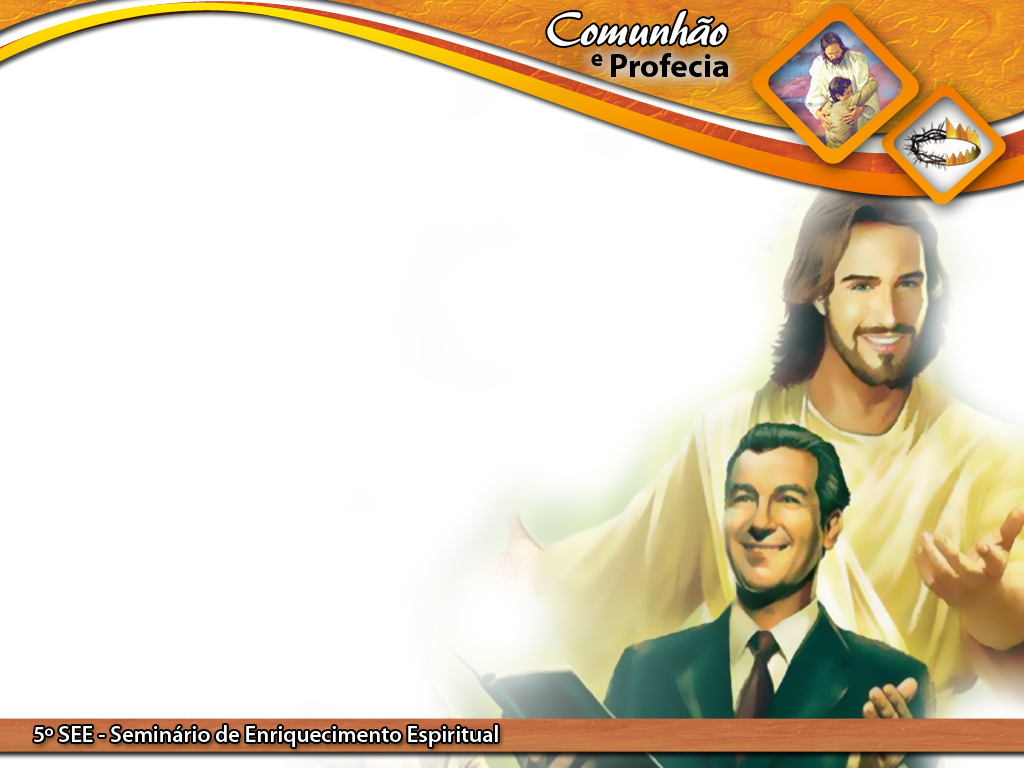 Comunhão
e Profecia
5º SEE - Seminário de Enriquecimento Espiritual